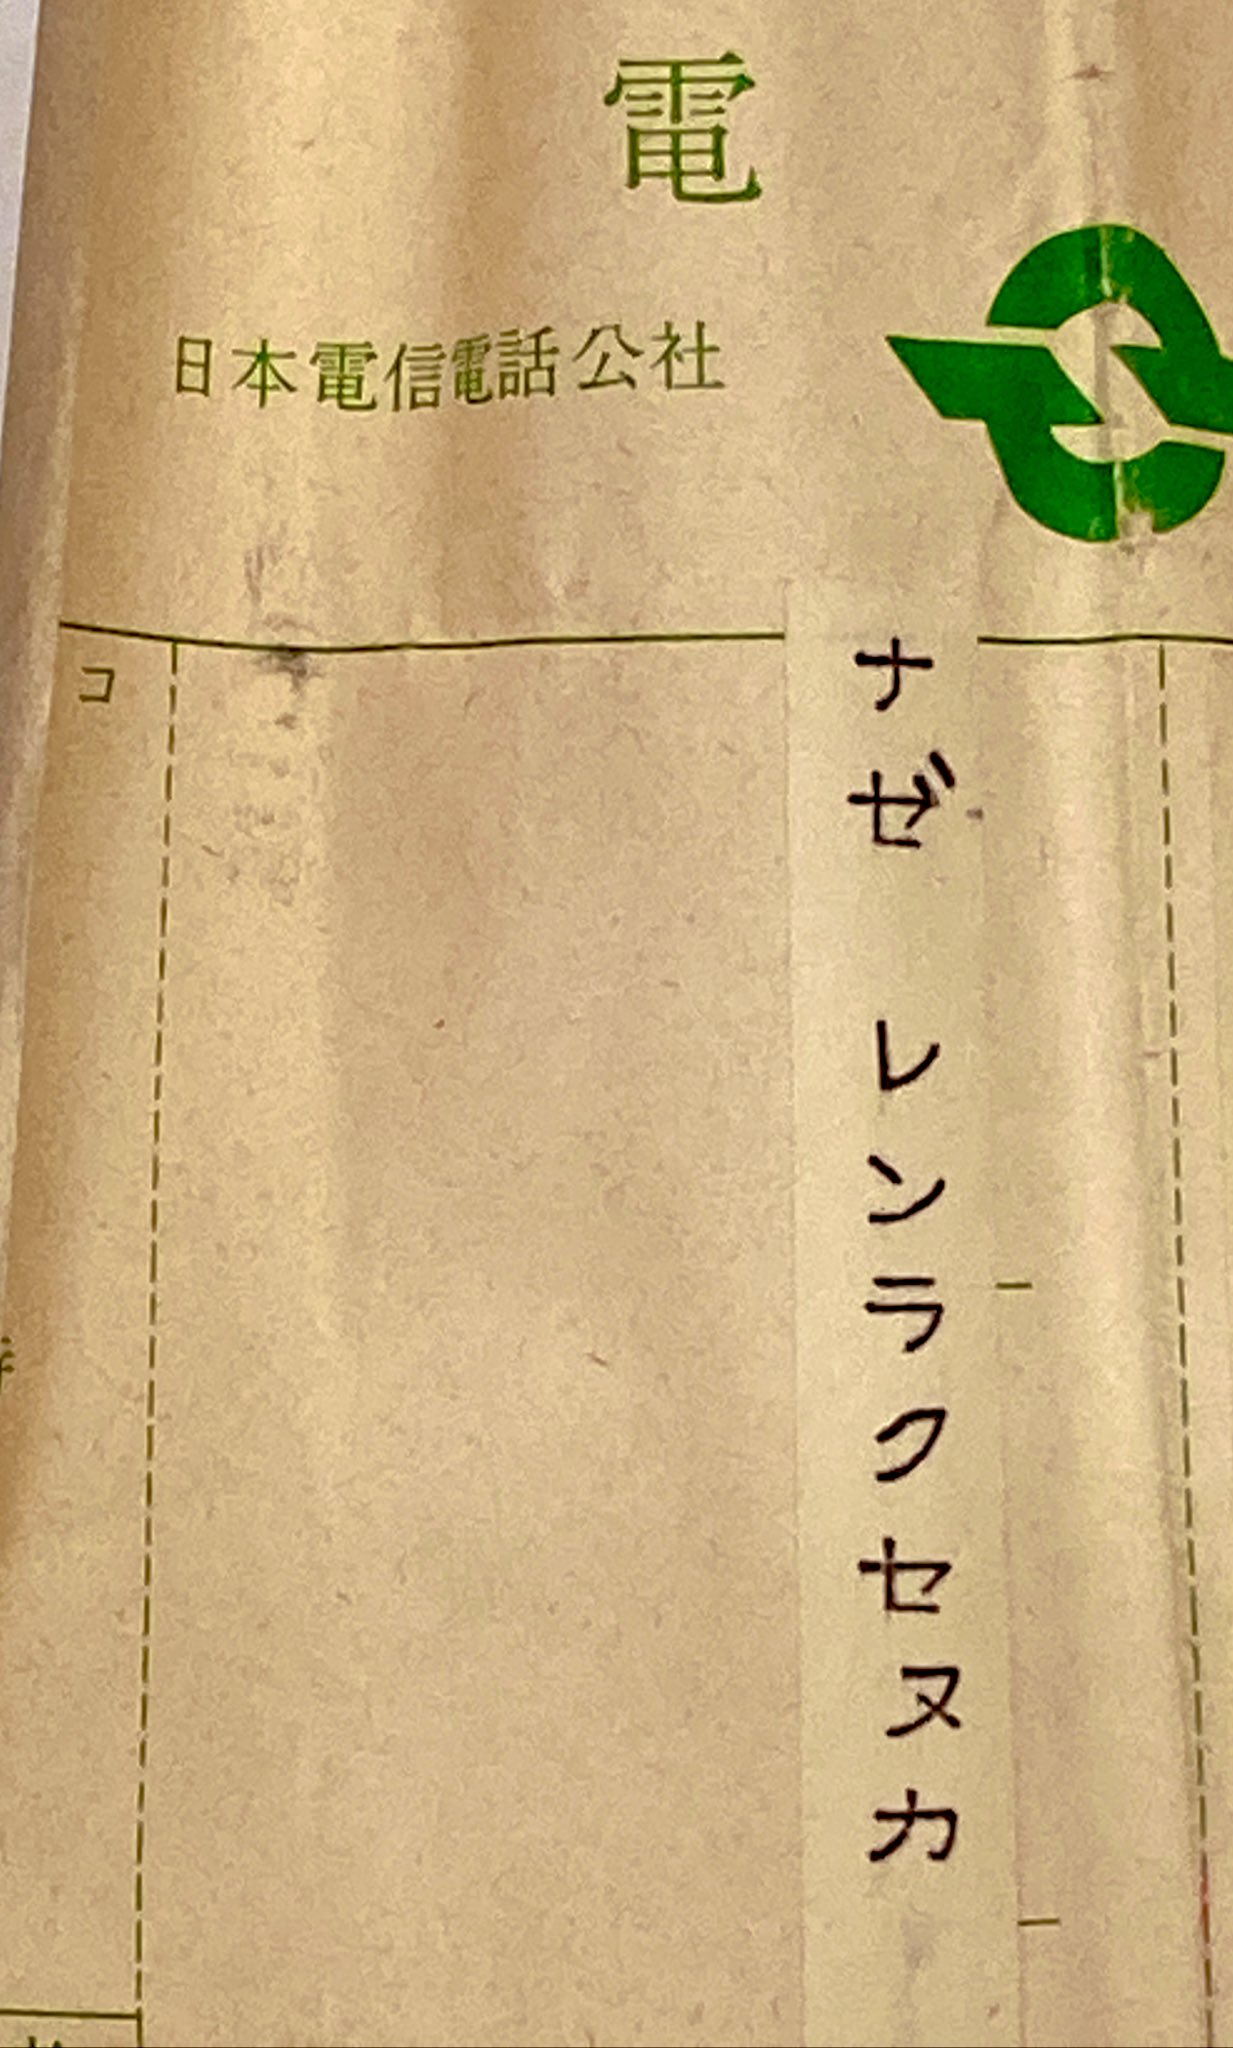 電
日本電信電話公社
ナゼ レンラクセヌカ
コ